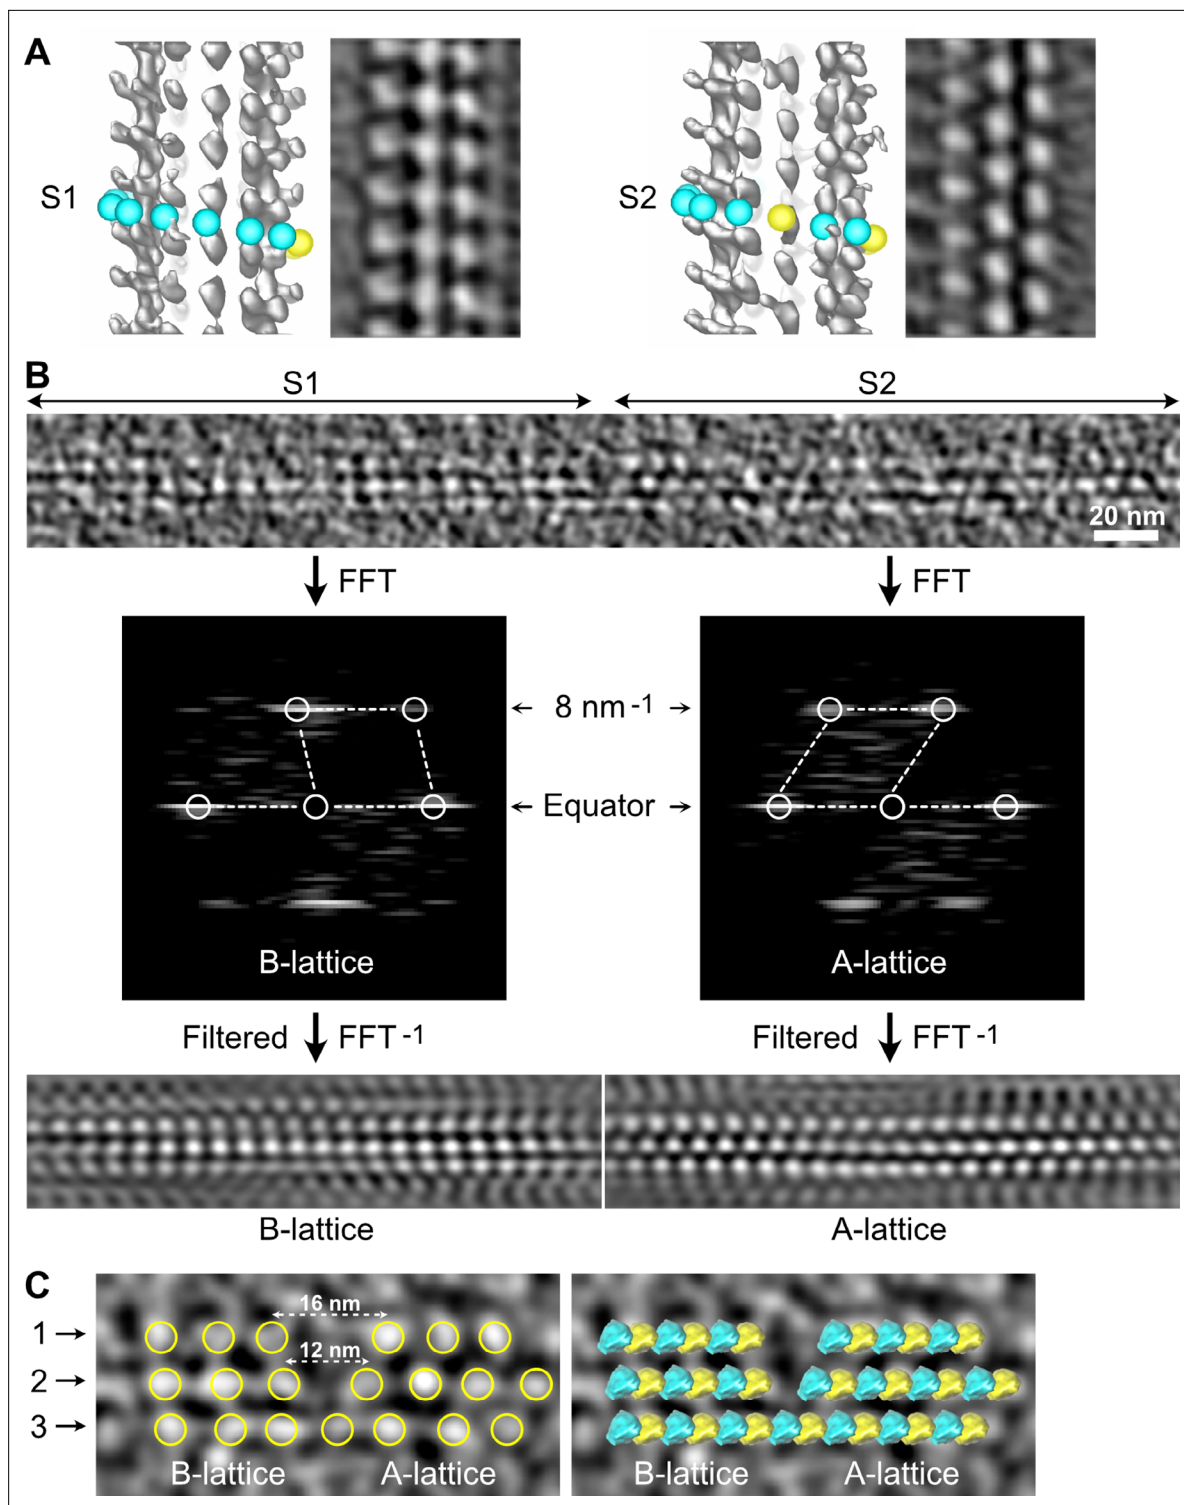 A
S1
S2
B
S1
S2
20 nm
FFT
FFT
8 nm-1
Equator
B-lattice
A-lattice
Filtered
FFT-1
Filtered
FFT-1
B-lattice
A-lattice
C
16 nm
1
12 nm
2
3
B-lattice
A-lattice
B-lattice
A-lattice